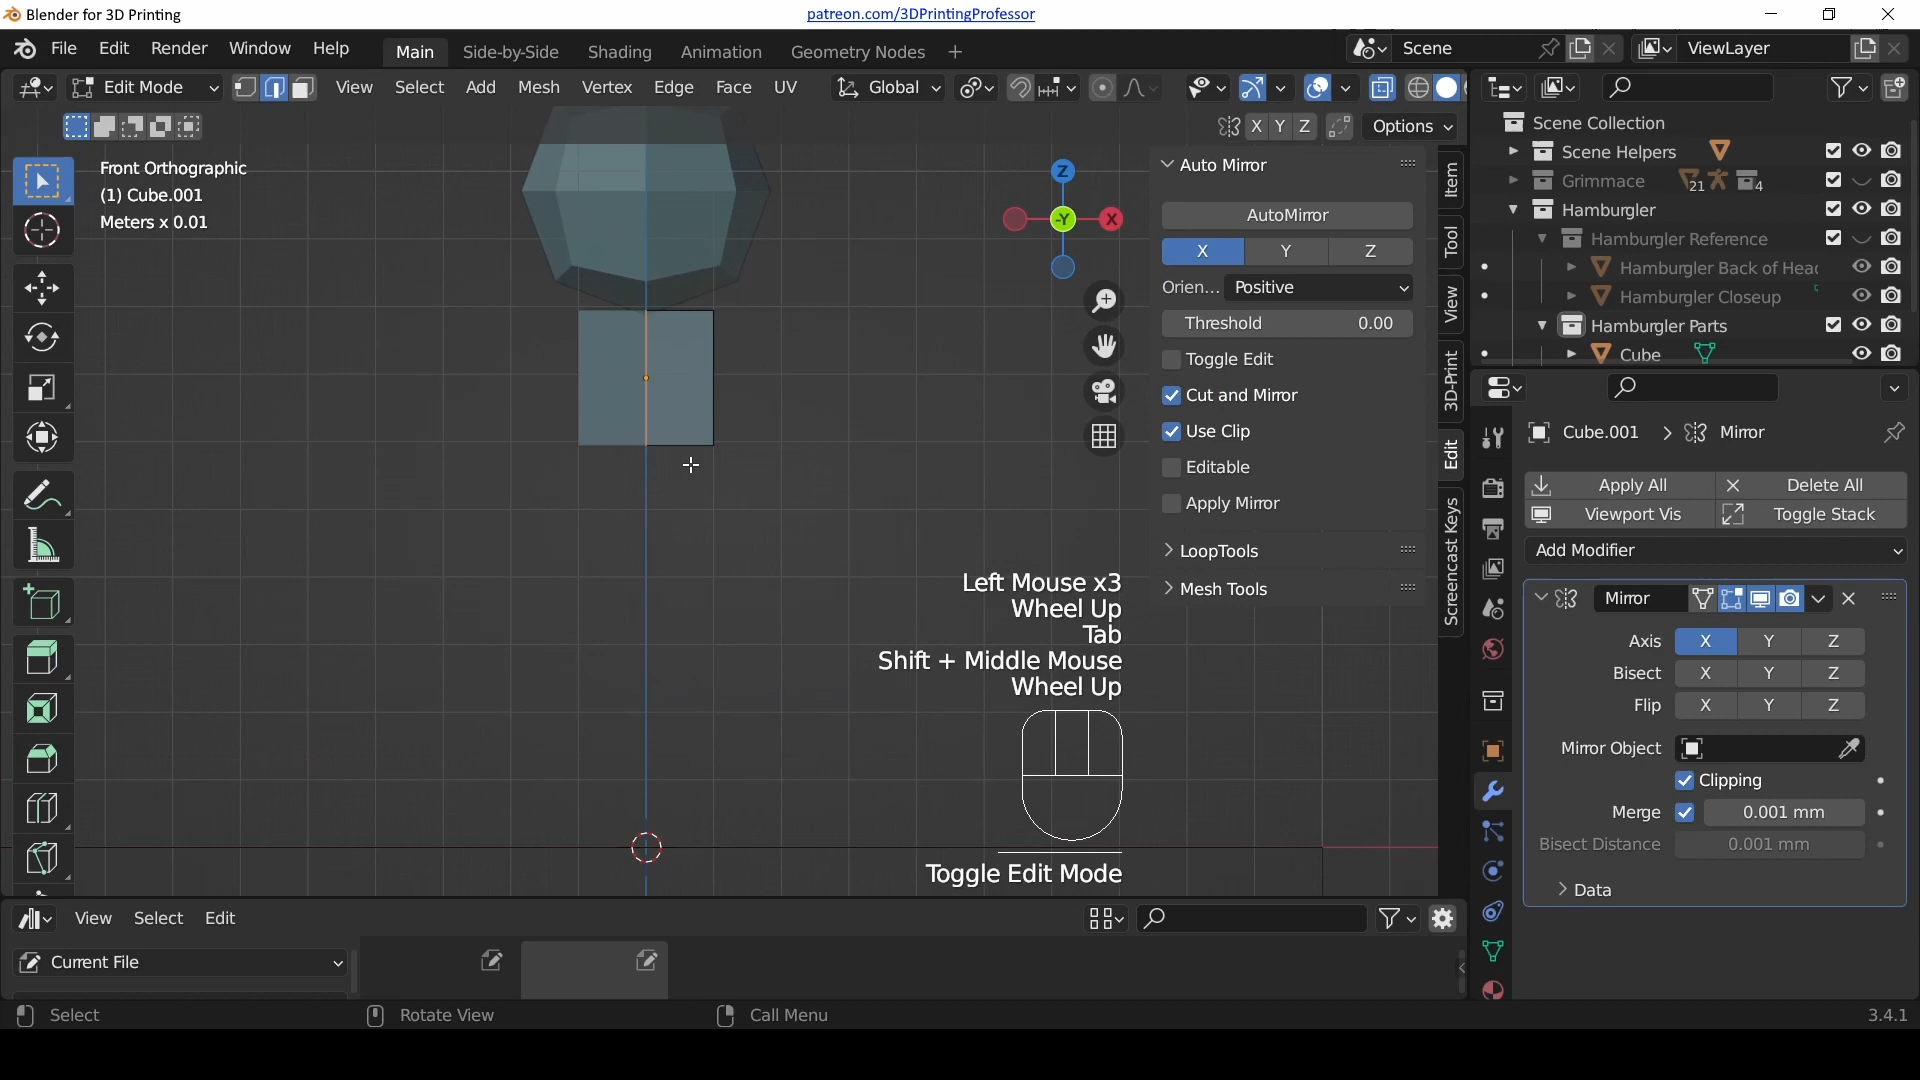 Blender for 3D Printing
patreon.com/3DPrintingProfessor
File Edit Render Window Help
Main Side-by-Side Shading Animation Geometry Nodes +
Scene
ViewLayer
Edit Mode View Select Add Mesh Vertex Edge Face UV Global
X Y Z Options
Front Orthographic
(1) Cube.001
Meters x 0.01
Z
-Y
X
Auto Mirror
AutoMirror
X Y Z
Orien... Positive
Threshold 0.00
Toggle Edit
Cut and Mirror
Use Clip
Editable
Apply Mirror
LoopTools
Mesh Tools
Item
Tool
View
3D-Print
Edit
Screencast Keys
Left Mouse x3
Wheel Up
Tab
Shift + Middle Mouse
Wheel Up
Toggle Edit Mode
Scene Collection
Scene Helpers
Grimmace 21 4
Hamburgler
Hamburgler Reference
Hamburgler Back of Head
Hamburgler Closeup
Hamburgler Parts
Cube
Cube.001 > Mirror
Apply All Delete All
Viewport Vis Toggle Stack
Add Modifier
Mirror
Axis X Y Z
Bisect X Y Z
Flip X Y Z
Mirror Object
Clipping
Merge 0.001 mm
Bisect Distance 0.001 mm
Data
View Select Edit
Current File
Select Rotate View Call Menu 3.4.1